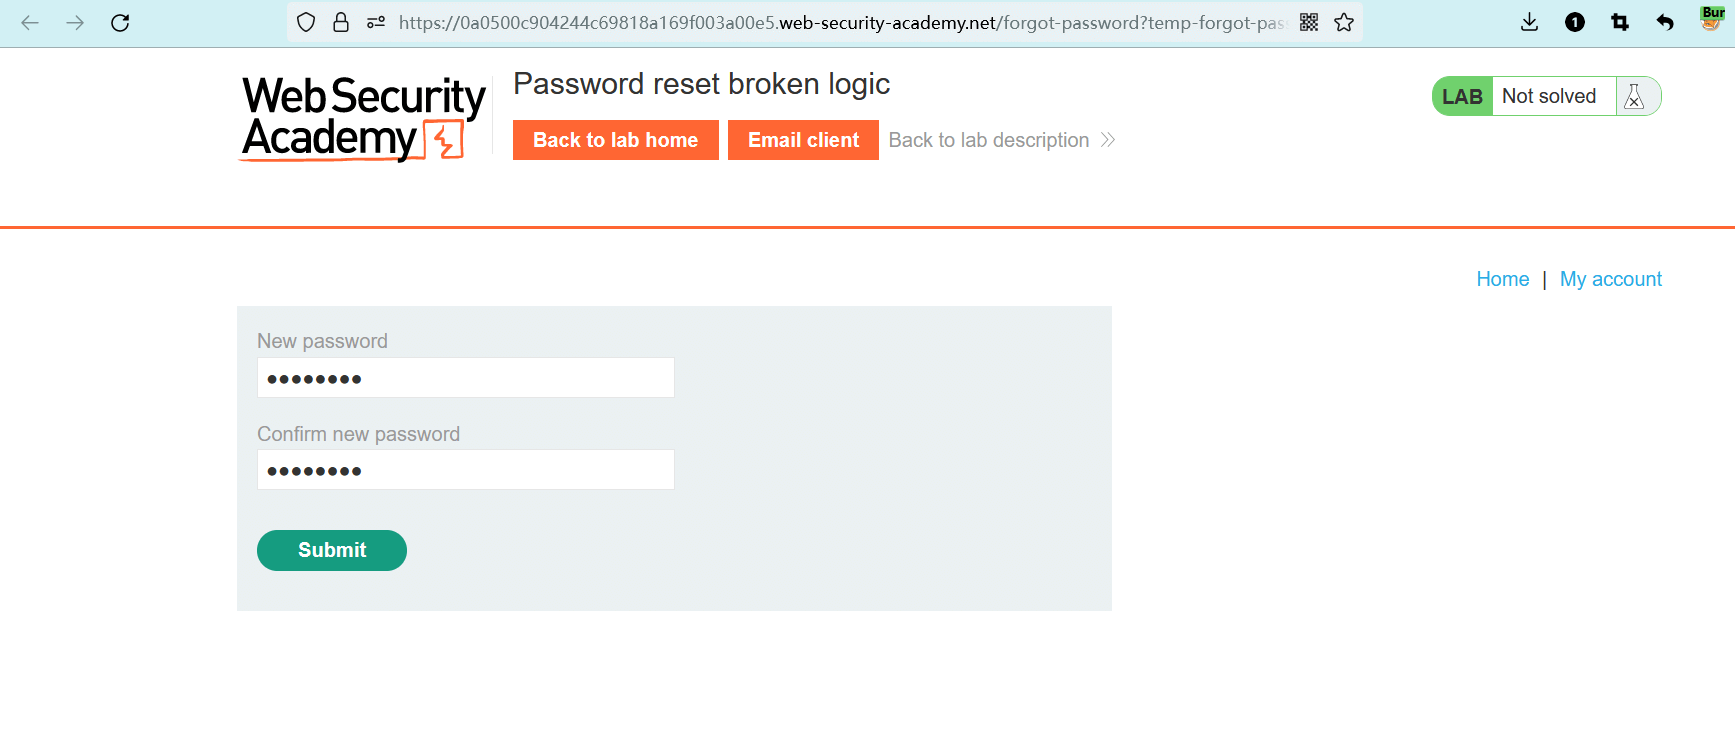 https://0a0500c904244c69818a169f003a00e5.web-security-academy.net/forgot-password?temp-forgot-pas
1
Bur
Web Security
Academy
Password reset broken logic
LAB Not solved
Back to lab home Email client Back to lab description
Home | My account
New password
Confirm new password
Submit